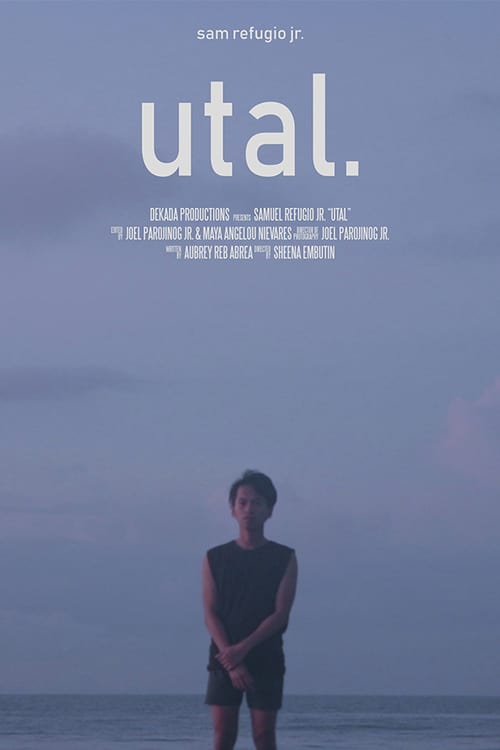 sam refugio jr.
utal.
DEKADA PRODUCTIONS PRESENTS SAMUEL REFUGIO JR. "UTAL"
EDITED BY JOEL PAROJINOG JR. & MAYA ANGELOU NIEVARES DIRECTOR OF PHOTOGRAPHY JOEL PAROJINOG JR.
WRITTEN BY AUBREY REB ABREA DIRECTED BY SHEENA EMBUTIN